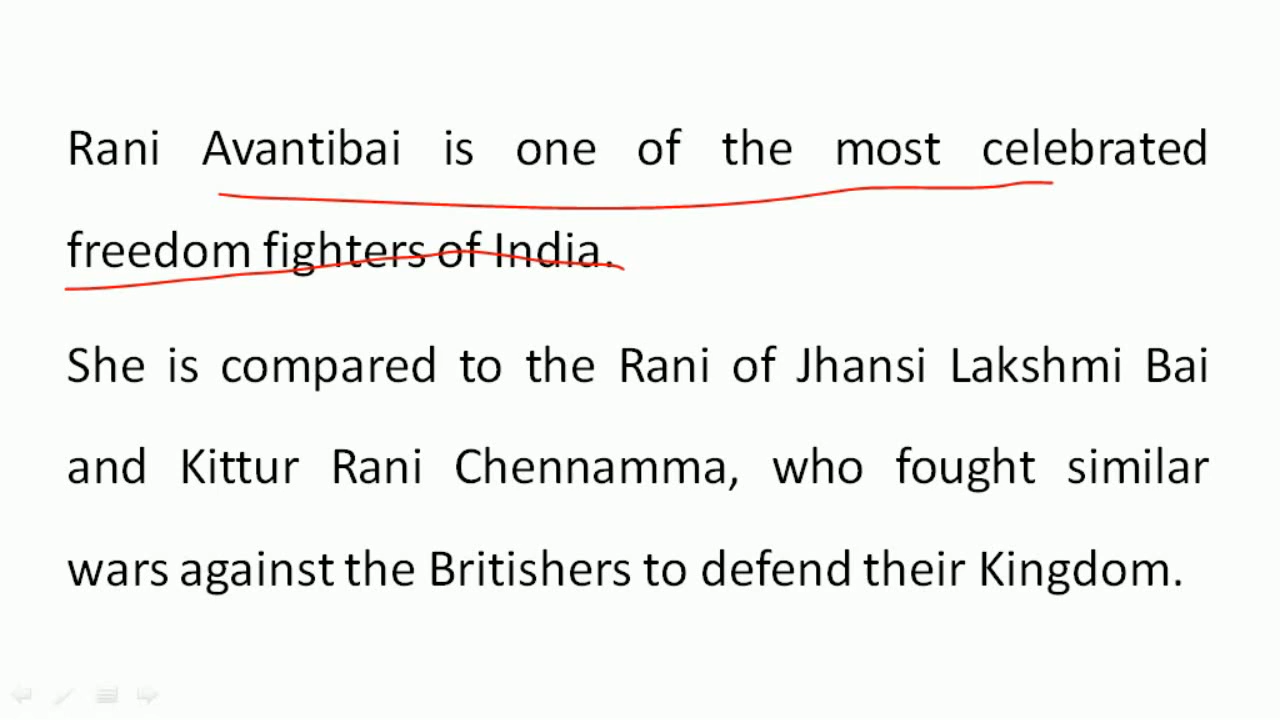 Rani Avantibai is one of the most celebrated
freedom fighters of India.
She is compared to the Rani of Jhansi Lakshmi Bai
and Kittur Rani Chennamma, who fought similar
wars against the Britishers to defend their Kingdom.